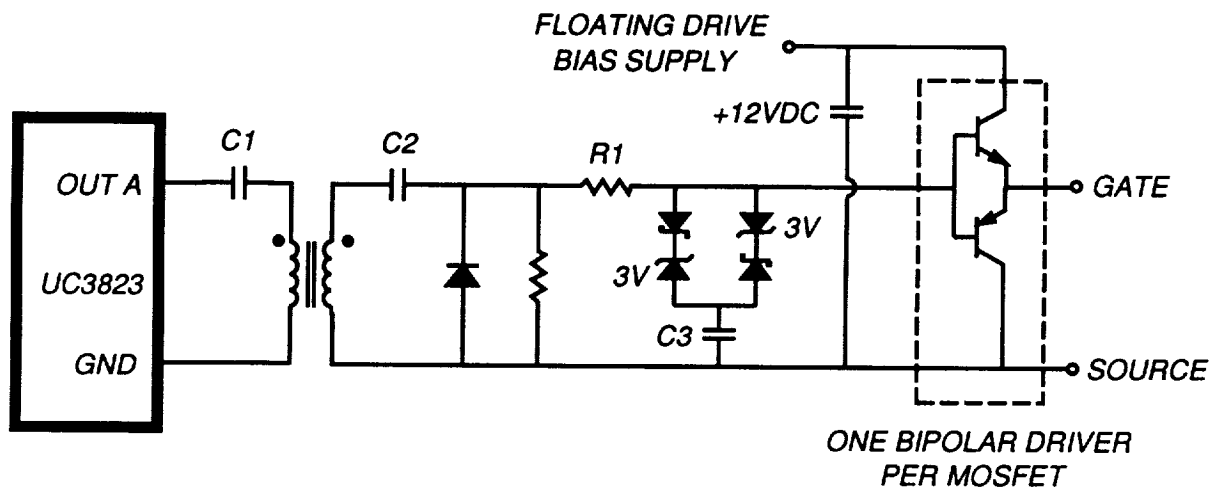 FLOATING DRIVE
BIAS SUPPLY
+12VDC
C1
C2
R1
OUT A
3V
GATE
UC3823
3V
C3
GND
SOURCE
ONE BIPOLAR DRIVER
PER MOSFET